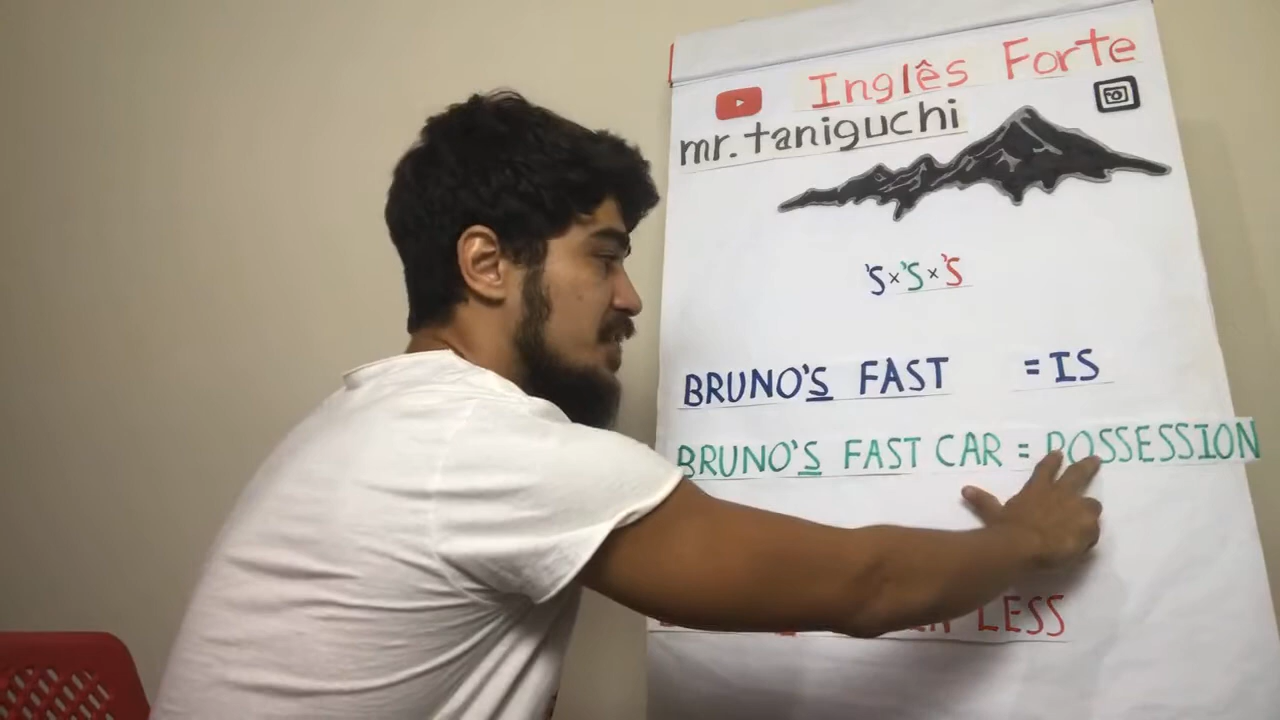 Inglês Forte
mr.taniguchi
'S×'S×'S
BRUNO'S FAST = IS
BRUNO'S FAST CAR = POSSESSION
LESS